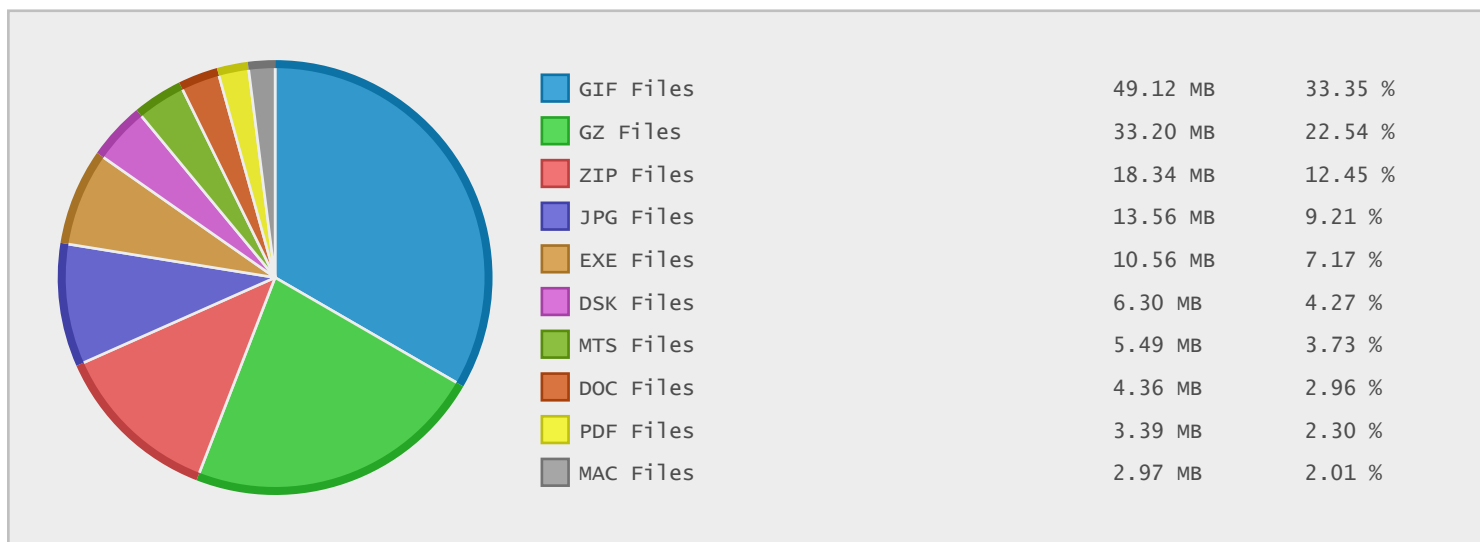 GIF Files 49.12 MB 33.35 %
GZ Files 33.20 MB 22.54 %
ZIP Files 18.34 MB 12.45 %
JPG Files 13.56 MB 9.21 %
EXE Files 10.56 MB 7.17 %
DSK Files 6.30 MB 4.27 %
MTS Files 5.49 MB 3.73 %
DOC Files 4.36 MB 2.96 %
PDF Files 3.39 MB 2.30 %
MAC Files 2.97 MB 2.01 %